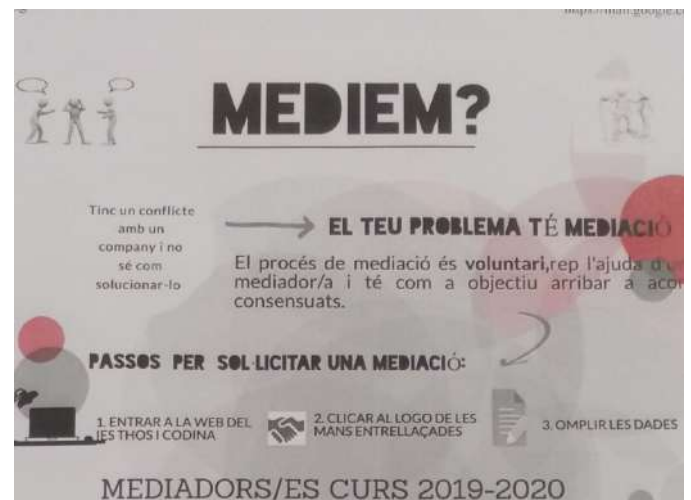 MEDIEM?
Tinc un conflicte
amb un
company i no
sé com
solucionar-lo
EL TEU PROBLEMA TÉ MEDIACIÓ
El procés de mediació és voluntari,rep l'ajuda
mediador/a i té com a objectiu arribar a
consensuats.
PASSOS PER SOL·LICITAR UNA MEDIACIÓ:
1. ENTRAR A LA WEB DEL
IES THOS I CODINA
2. CLICAR AL LOGO DE LES
MANS ENTRELLAÇADES
3. OMPLIR LES DADES
MEDIADORS/ES CURS 2019-2020